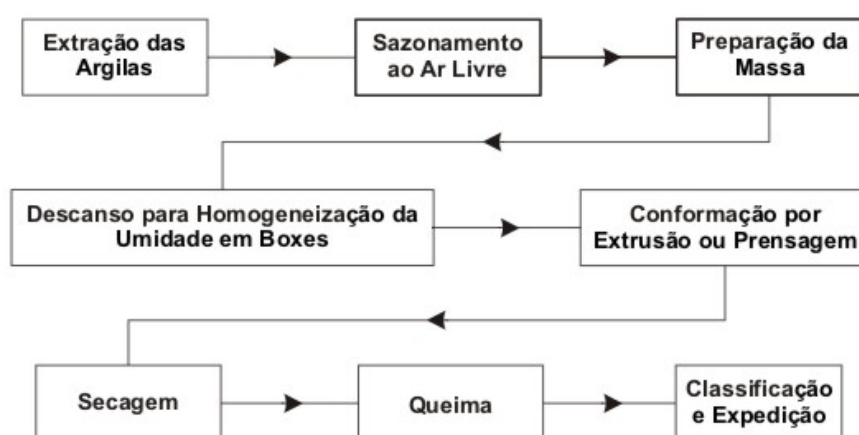 Extração das
Argilas
Sazonamento
ao Ar Livre
Preparação da
Massa
Descanso para Homogeneização da
Umidade em Boxes
Conformação por
Extrusão ou Prensagem
Secagem
Queima
Classificação
e Expedição